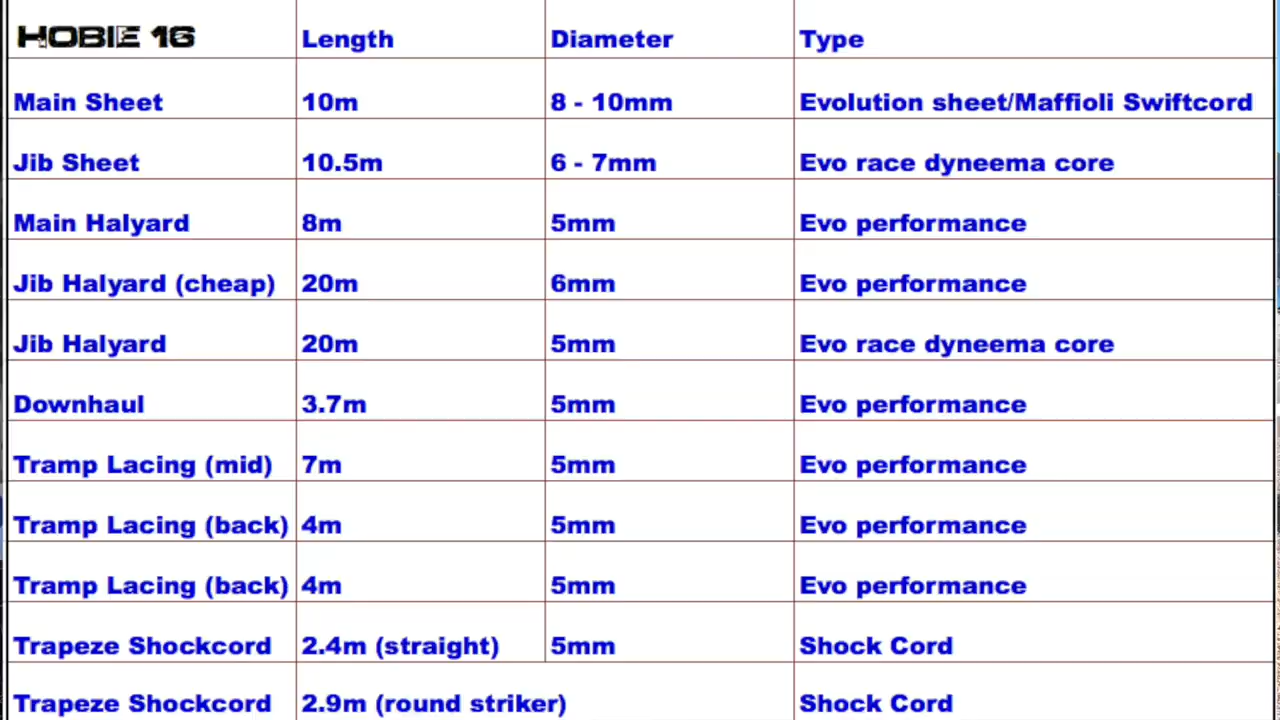 HOBIE 16 Length Diameter Type
Main Sheet 10m 8 - 10mm Evolution sheet/Maffioli Swiftcord
Jib Sheet 10.5m 6 - 7mm Evo race dyneema core
Main Halyard 8m 5mm Evo performance
Jib Halyard (cheap) 20m 6mm Evo performance
Jib Halyard 20m 5mm Evo race dyneema core
Downhaul 3.7m 5mm Evo performance
Tramp Lacing (mid) 7m 5mm Evo performance
Tramp Lacing (back) 4m 5mm Evo performance
Tramp Lacing (back) 4m 5mm Evo performance
Trapeze Shockcord 2.4m (straight) 5mm Shock Cord
Trapeze Shockcord 2.9m (round striker) Shock Cord